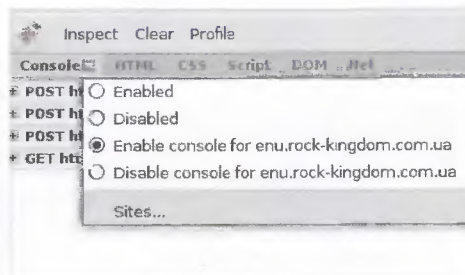 Inspect Clear Profile
Console HTML CSS Script DOM Net
POST ht
Enabled
POST ht
Disabled
POST ht
Enable console for enu.rock-kingdom.com.ua
GET htt
Disable console for enu.rock-kingdom.com.ua
Sites...